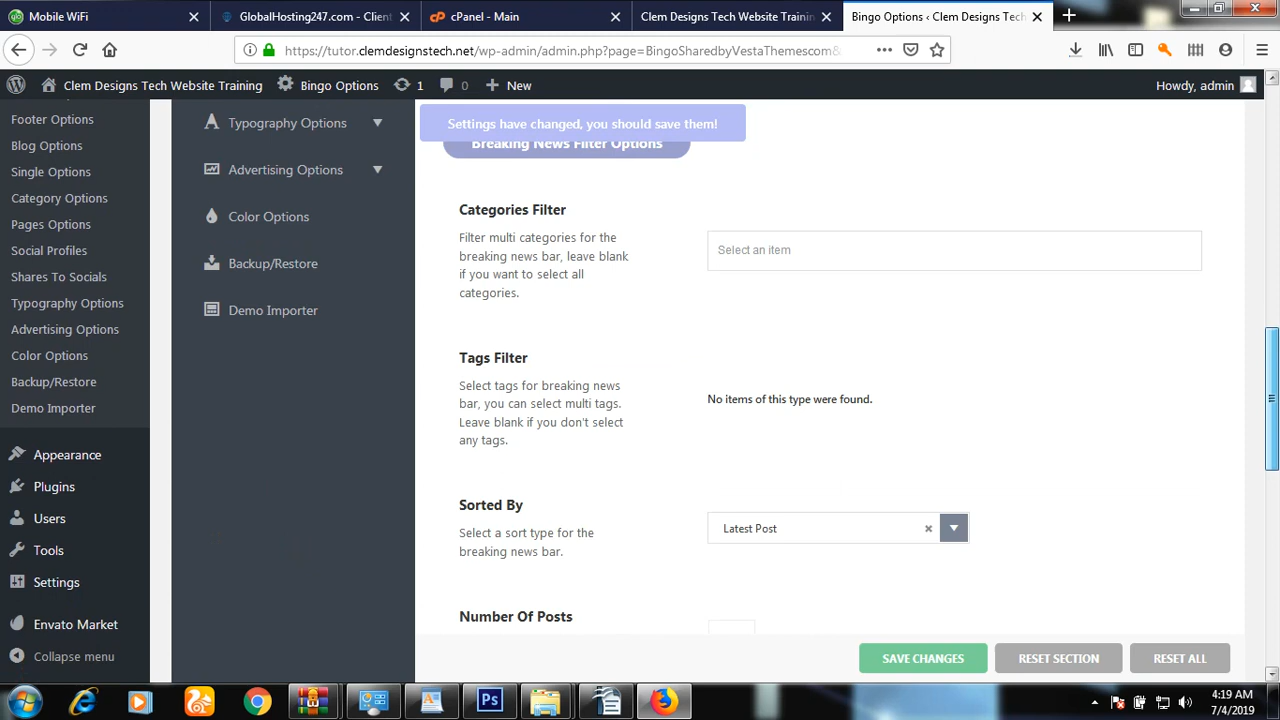 Mobile WiFi
GlobalHosting247.com - Client
cPanel - Main
Clem Designs Tech Website Trainin
Bingo Options ‹ Clem Designs Tech
https://tutor.clemdesignstech.net/wp-admin/admin.php?page=BingoSharedbyVestaThemescom&
Clem Designs Tech Website Training
Bingo Options
1
0
New
Howdy, admin
Footer Options
Blog Options
Single Options
Category Options
Pages Options
Social Profiles
Shares To Socials
Typography Options
Advertising Options
Color Options
Backup/Restore
Demo Importer
Appearance
Plugins
Users
Tools
Settings
Envato Market
Collapse menu
Typography Options
Advertising Options
Color Options
Backup/Restore
Demo Importer
Settings have changed, you should save them!
Breaking News Filter Options
Categories Filter
Filter multi categories for the
breaking news bar, leave blank
if you want to select all
categories.
Select an item
Tags Filter
Select tags for breaking news
bar, you can select multi tags.
Leave blank if you don't select
any tags.
No items of this type were found.
Sorted By
Select a sort type for the
breaking news bar.
Latest Post
Number Of Posts
SAVE CHANGES
RESET SECTION
RESET ALL
4:19 AM
7/4/2019